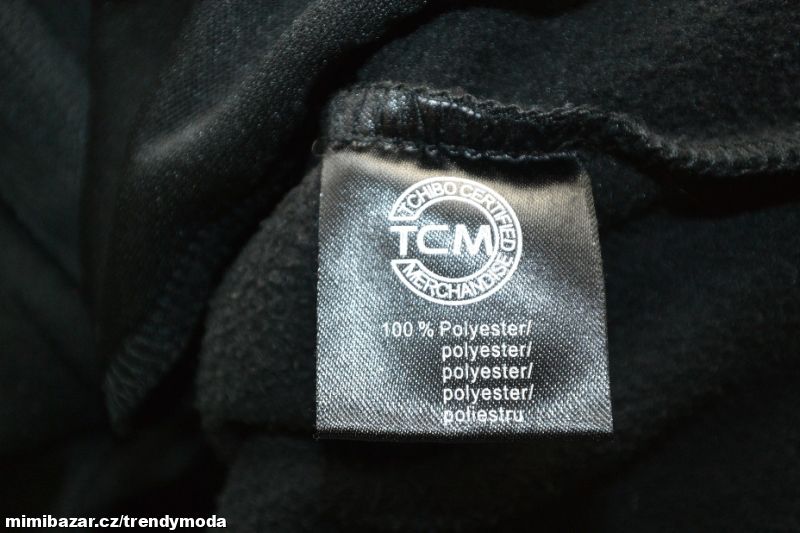 TCHIBO CERTIFIED
TCM
MERCHANDISE
100 % Polyester/
polyester/
polyester/
polyester/
poliestru
mimibazar.cz/trendymoda